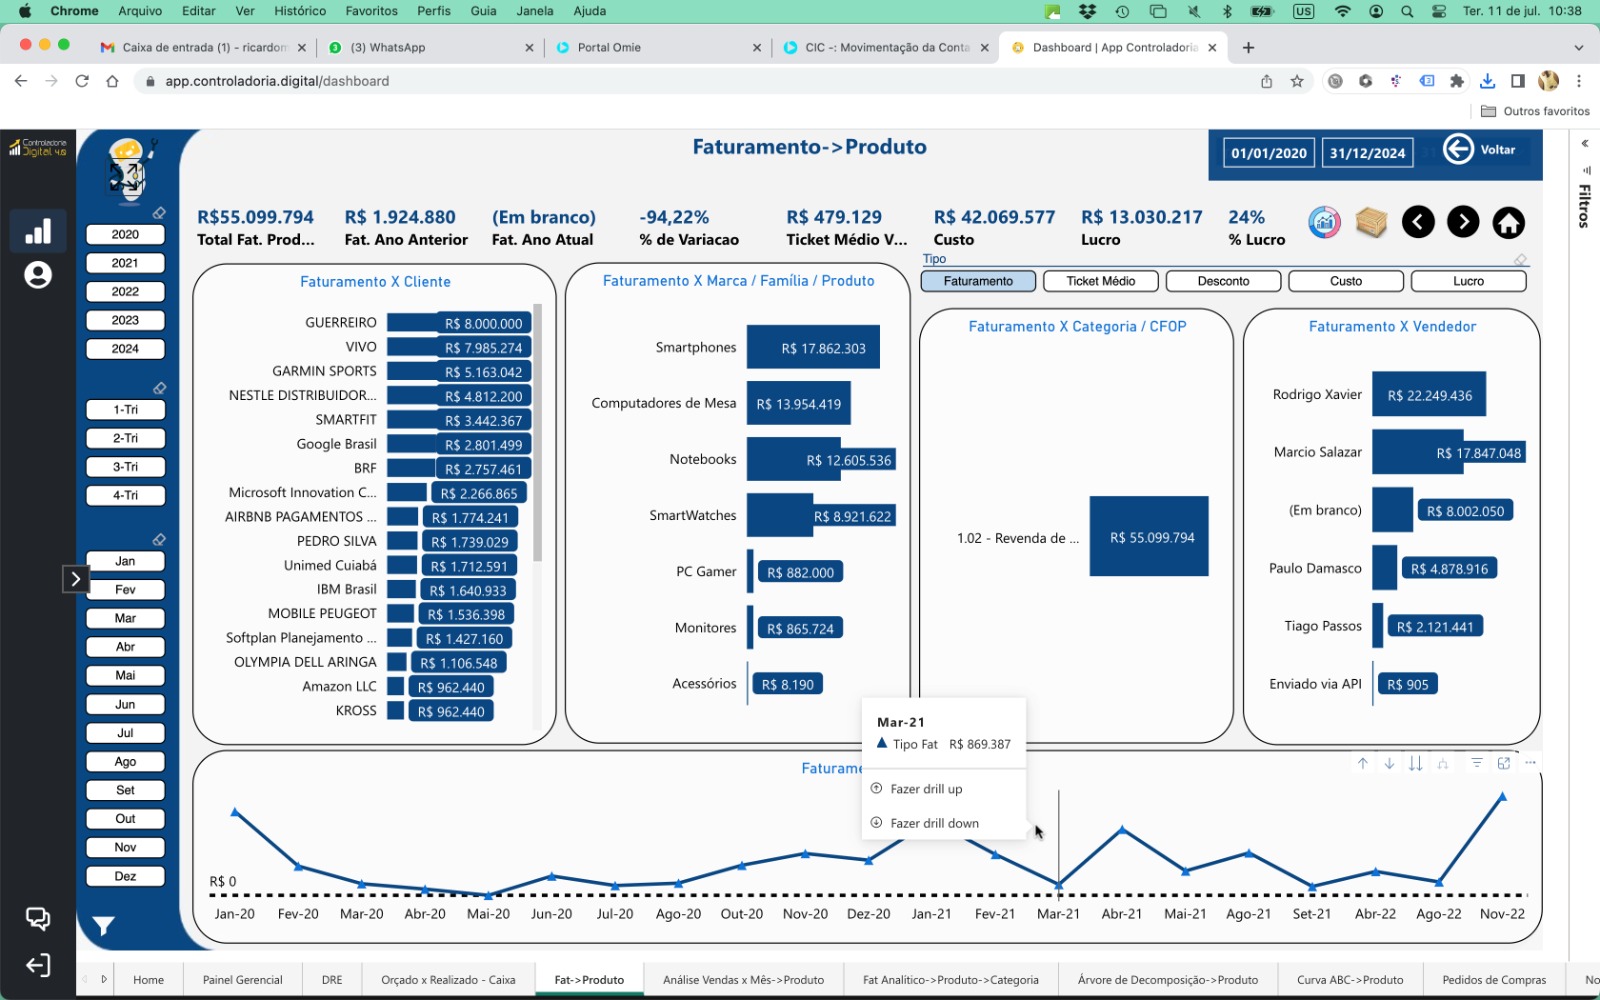 Chrome Arquivo Editar Ver Histórico Favoritos Perfis Guia Janela Ajuda US Ter. 11 de jul. 10:38
Caixa de entrada (1) - ricardom
(3) WhatsApp
Portal Omie
CIC -: Movimentação da Conta
Dashboard | App Controladoria
app.controladoria.digital/dashboard
Outros favoritos
Controladoria
Digital 4.0
Faturamento->Produto
01/01/2020 31/12/2024 Voltar
Filtros
R$55.099.794 R$ 1.924.880 (Em branco) -94,22% R$ 479.129 R$ 42.069.577 R$ 13.030.217 24%
Total Fat. Prod... Fat. Ano Anterior Fat. Ano Atual % de Variacao Ticket Médio V... Custo Lucro % Lucro
2020
2021
2022
2023
2024
1-Tri
2-Tri
3-Tri
4-Tri
Jan
Fev
Mar
Abr
Mai
Jun
Jul
Ago
Set
Out
Nov
Dez
Tipo
Faturamento Ticket Médio Desconto Custo Lucro
Faturamento X Cliente
GUERREIRO R$ 8.000.000
VIVO R$ 7.985.274
GARMIN SPORTS R$ 5.163.042
NESTLE DISTRIBUIDOR... R$ 4.812.200
SMARTFIT R$ 3.442.367
Google Brasil R$ 2.801.499
BRF R$ 2.757.461
Microsoft Innovation C... R$ 2.266.865
AIRBNB PAGAMENTOS ... R$ 1.774.241
PEDRO SILVA R$ 1.739.029
Unimed Cuiabá R$ 1.712.591
IBM Brasil R$ 1.640.933
MOBILE PEUGEOT R$ 1.536.398
Softplan Planejamento ... R$ 1.427.160
OLYMPIA DELL ARINGA R$ 1.106.548
Amazon LLC R$ 962.440
KROSS R$ 962.440
Faturamento X Marca / Família / Produto
Smartphones R$ 17.862.303
Computadores de Mesa R$ 13.954.419
Notebooks R$ 12.605.536
SmartWatches R$ 8.921.622
PC Gamer R$ 882.000
Monitores R$ 865.724
Acessórios R$ 8.190
Faturamento X Categoria / CFOP
1.02 - Revenda de ... R$ 55.099.794
Faturamento X Vendedor
Rodrigo Xavier R$ 22.249.436
Marcio Salazar R$ 17.847.048
(Em branco) R$ 8.002.050
Paulo Damasco R$ 4.878.916
Tiago Passos R$ 2.121.441
Enviado via API R$ 905
Mar-21
Tipo Fat R$ 869.387
Fazer drill up
Fazer drill down
Faturame
R$ 0
Jan-20 Fev-20 Mar-20 Abr-20 Mai-20 Jun-20 Jul-20 Ago-20 Out-20 Nov-20 Dez-20 Jan-21 Fev-21 Mar-21 Abr-21 Mai-21 Ago-21 Set-21 Abr-22 Ago-22 Nov-22
Home Painel Gerencial DRE Orçado x Realizado - Caixa Fat->Produto Análise Vendas x Mês->Produto Fat Analítico->Produto->Categoria Árvore de Decomposição->Produto Curva ABC->Produto Pedidos de Compras No